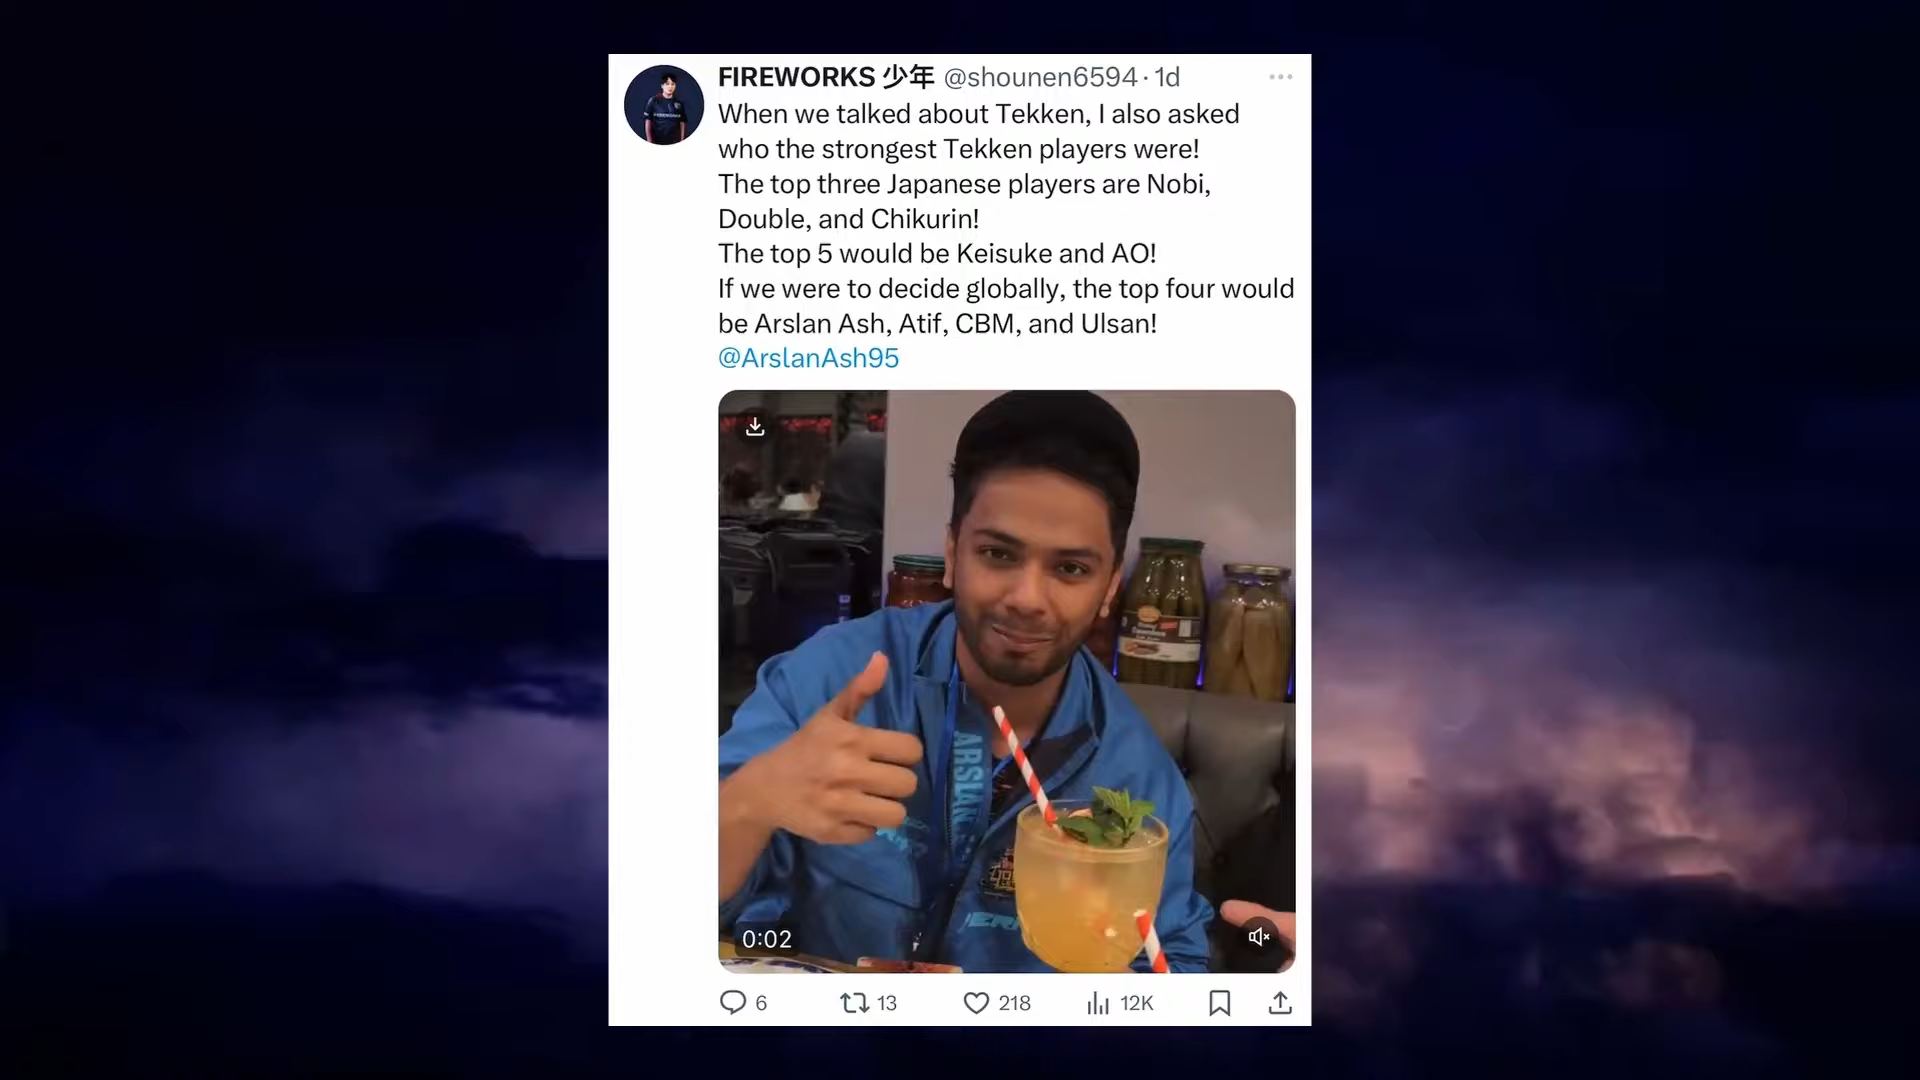 FIREWORKS 少年 @shounen6594 · 1d
When we talked about Tekken, I also asked
who the strongest Tekken players were!
The top three Japanese players are Nobi,
Double, and Chikurin!
The top 5 would be Keisuke and AO!
If we were to decide globally, the top four would
be Arslan Ash, Atif, CBM, and Ulsan!
@ArslanAsh95
ARSLAN
0:02
6 13 218 12K